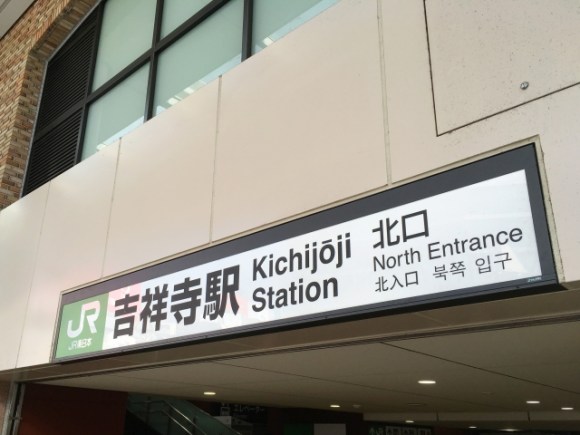 JR
JR東日本
吉祥寺駅
Kichijōji
Station
北口
North Entrance
北入口 북쪽 입구